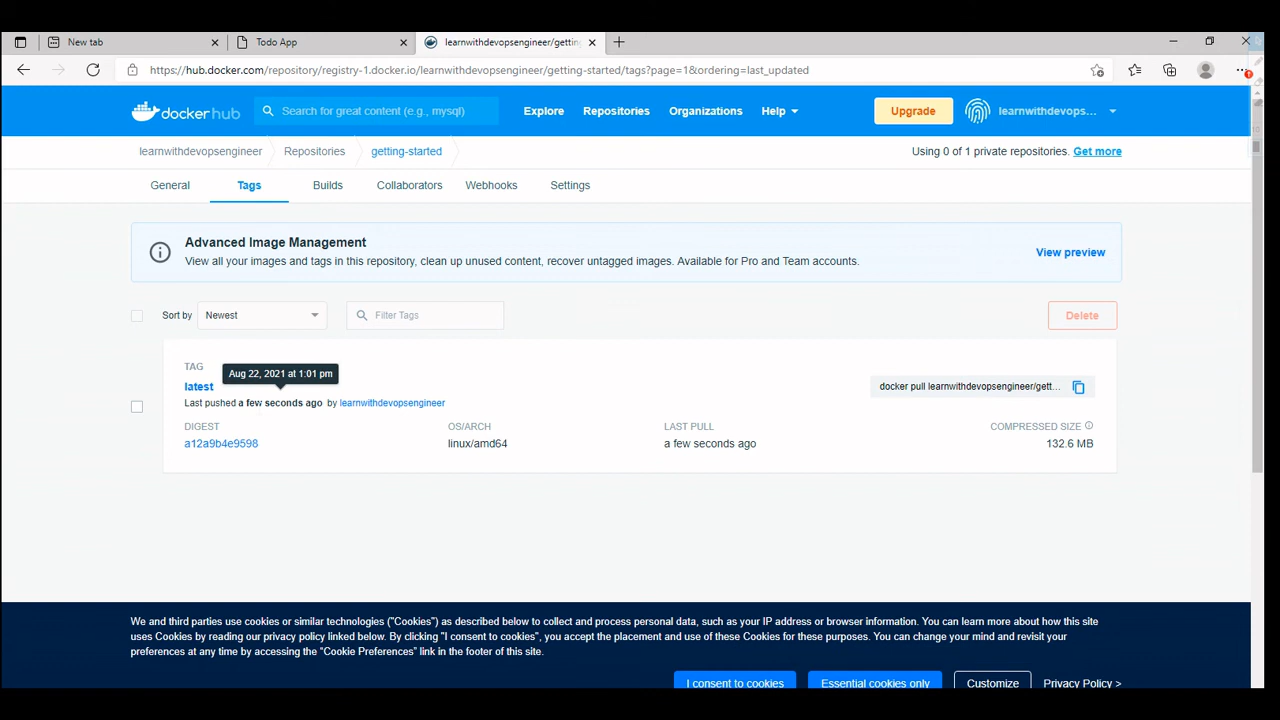 New tab
Todo App
learnwithdevopsengineer/gettin
https://hub.docker.com/repository/registry-1.docker.io/learnwithdevopsengineer/getting-started/tags?page=1&ordering=last_updated
docker hub
Search for great content (e.g., mysql)
Explore
Repositories
Organizations
Help
Upgrade
learnwithdevops...
learnwithdevopsengineer
Repositories
getting-started
Using 0 of 1 private repositories. Get more
General
Tags
Builds
Collaborators
Webhooks
Settings
Advanced Image Management
View all your images and tags in this repository, clean up unused content, recover untagged images. Available for Pro and Team accounts.
View preview
Sort by
Newest
Filter Tags
Delete
TAG
Aug 22, 2021 at 1:01 pm
latest
docker pull learnwithdevopsengineer/gett...
Last pushed a few seconds ago by learnwithdevopsengineer
DIGEST
OS/ARCH
LAST PULL
COMPRESSED SIZE
a12a9b4e9598
linux/amd64
a few seconds ago
132.6 MB
We and third parties use cookies or similar technologies ("Cookies") as described below to collect and process personal data, such as your IP address or browser information. You can learn more about how this site
uses Cookies by reading our privacy policy linked below. By clicking "I consent to cookies", you accept the placement and use of these Cookies for these purposes. You can change your mind and revisit your
preferences at any time by accessing the "Cookie Preferences" link in the footer of this site.
I consent to cookies
Essential cookies only
Customize
Privacy Policy >